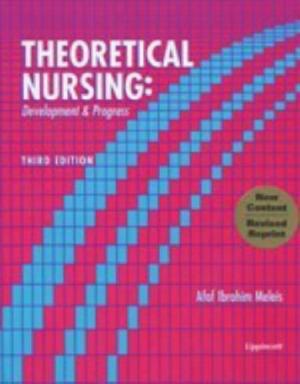 THEORETICAL
NURSING:
Development & Progress
THIRD EDITION
New
Content
Revised
Reprint
Afaf Ibrahim Meleis
Lippincott